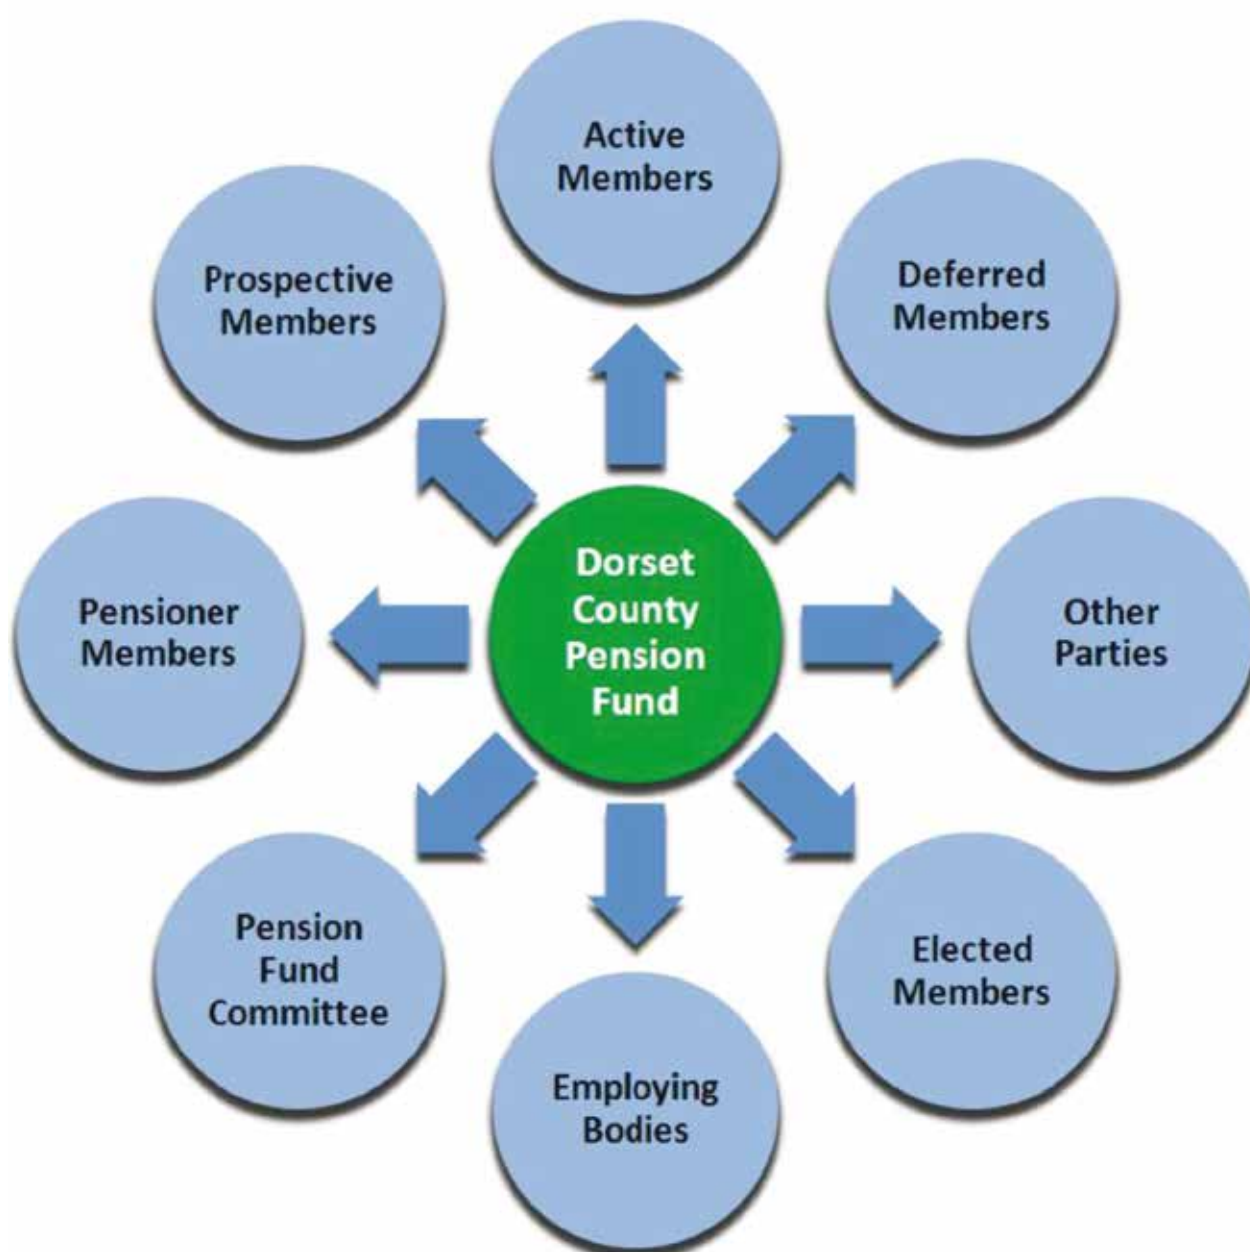 Active
Members
Prospective
Members
Deferred
Members
Dorset
County
Pension
Fund
Pensioner
Members
Other
Parties
Pension
Fund
Committee
Elected
Members
Employing
Bodies